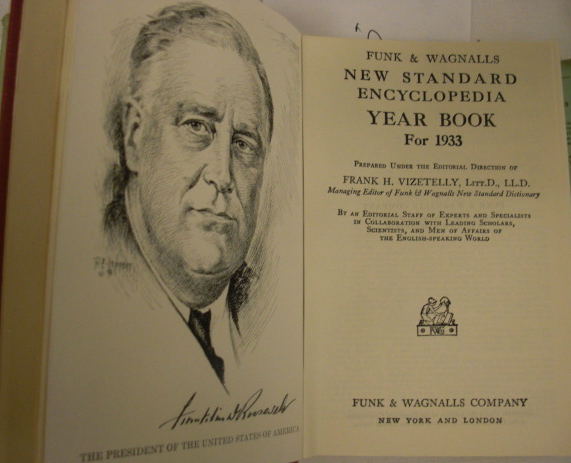 Franklin D Roosevelt
THE PRESIDENT OF THE UNITED STATES OF AMERICA
FUNK & WAGNALLS
NEW STANDARD
ENCYCLOPEDIA
YEAR BOOK
For 1933
PREPARED UNDER THE EDITORIAL DIRECTION OF
FRANK H. VIZETELLY, LITT.D., LL.D.
Managing Editor of Funk & Wagnalls New Standard Dictionary
BY AN EDITORIAL STAFF OF EXPERTS AND SPECIALISTS
IN COLLABORATION WITH LEADING SCHOLARS,
SCIENTISTS, AND MEN OF AFFAIRS OF
THE ENGLISH-SPEAKING WORLD
FUNK & WAGNALLS COMPANY
NEW YORK AND LONDON